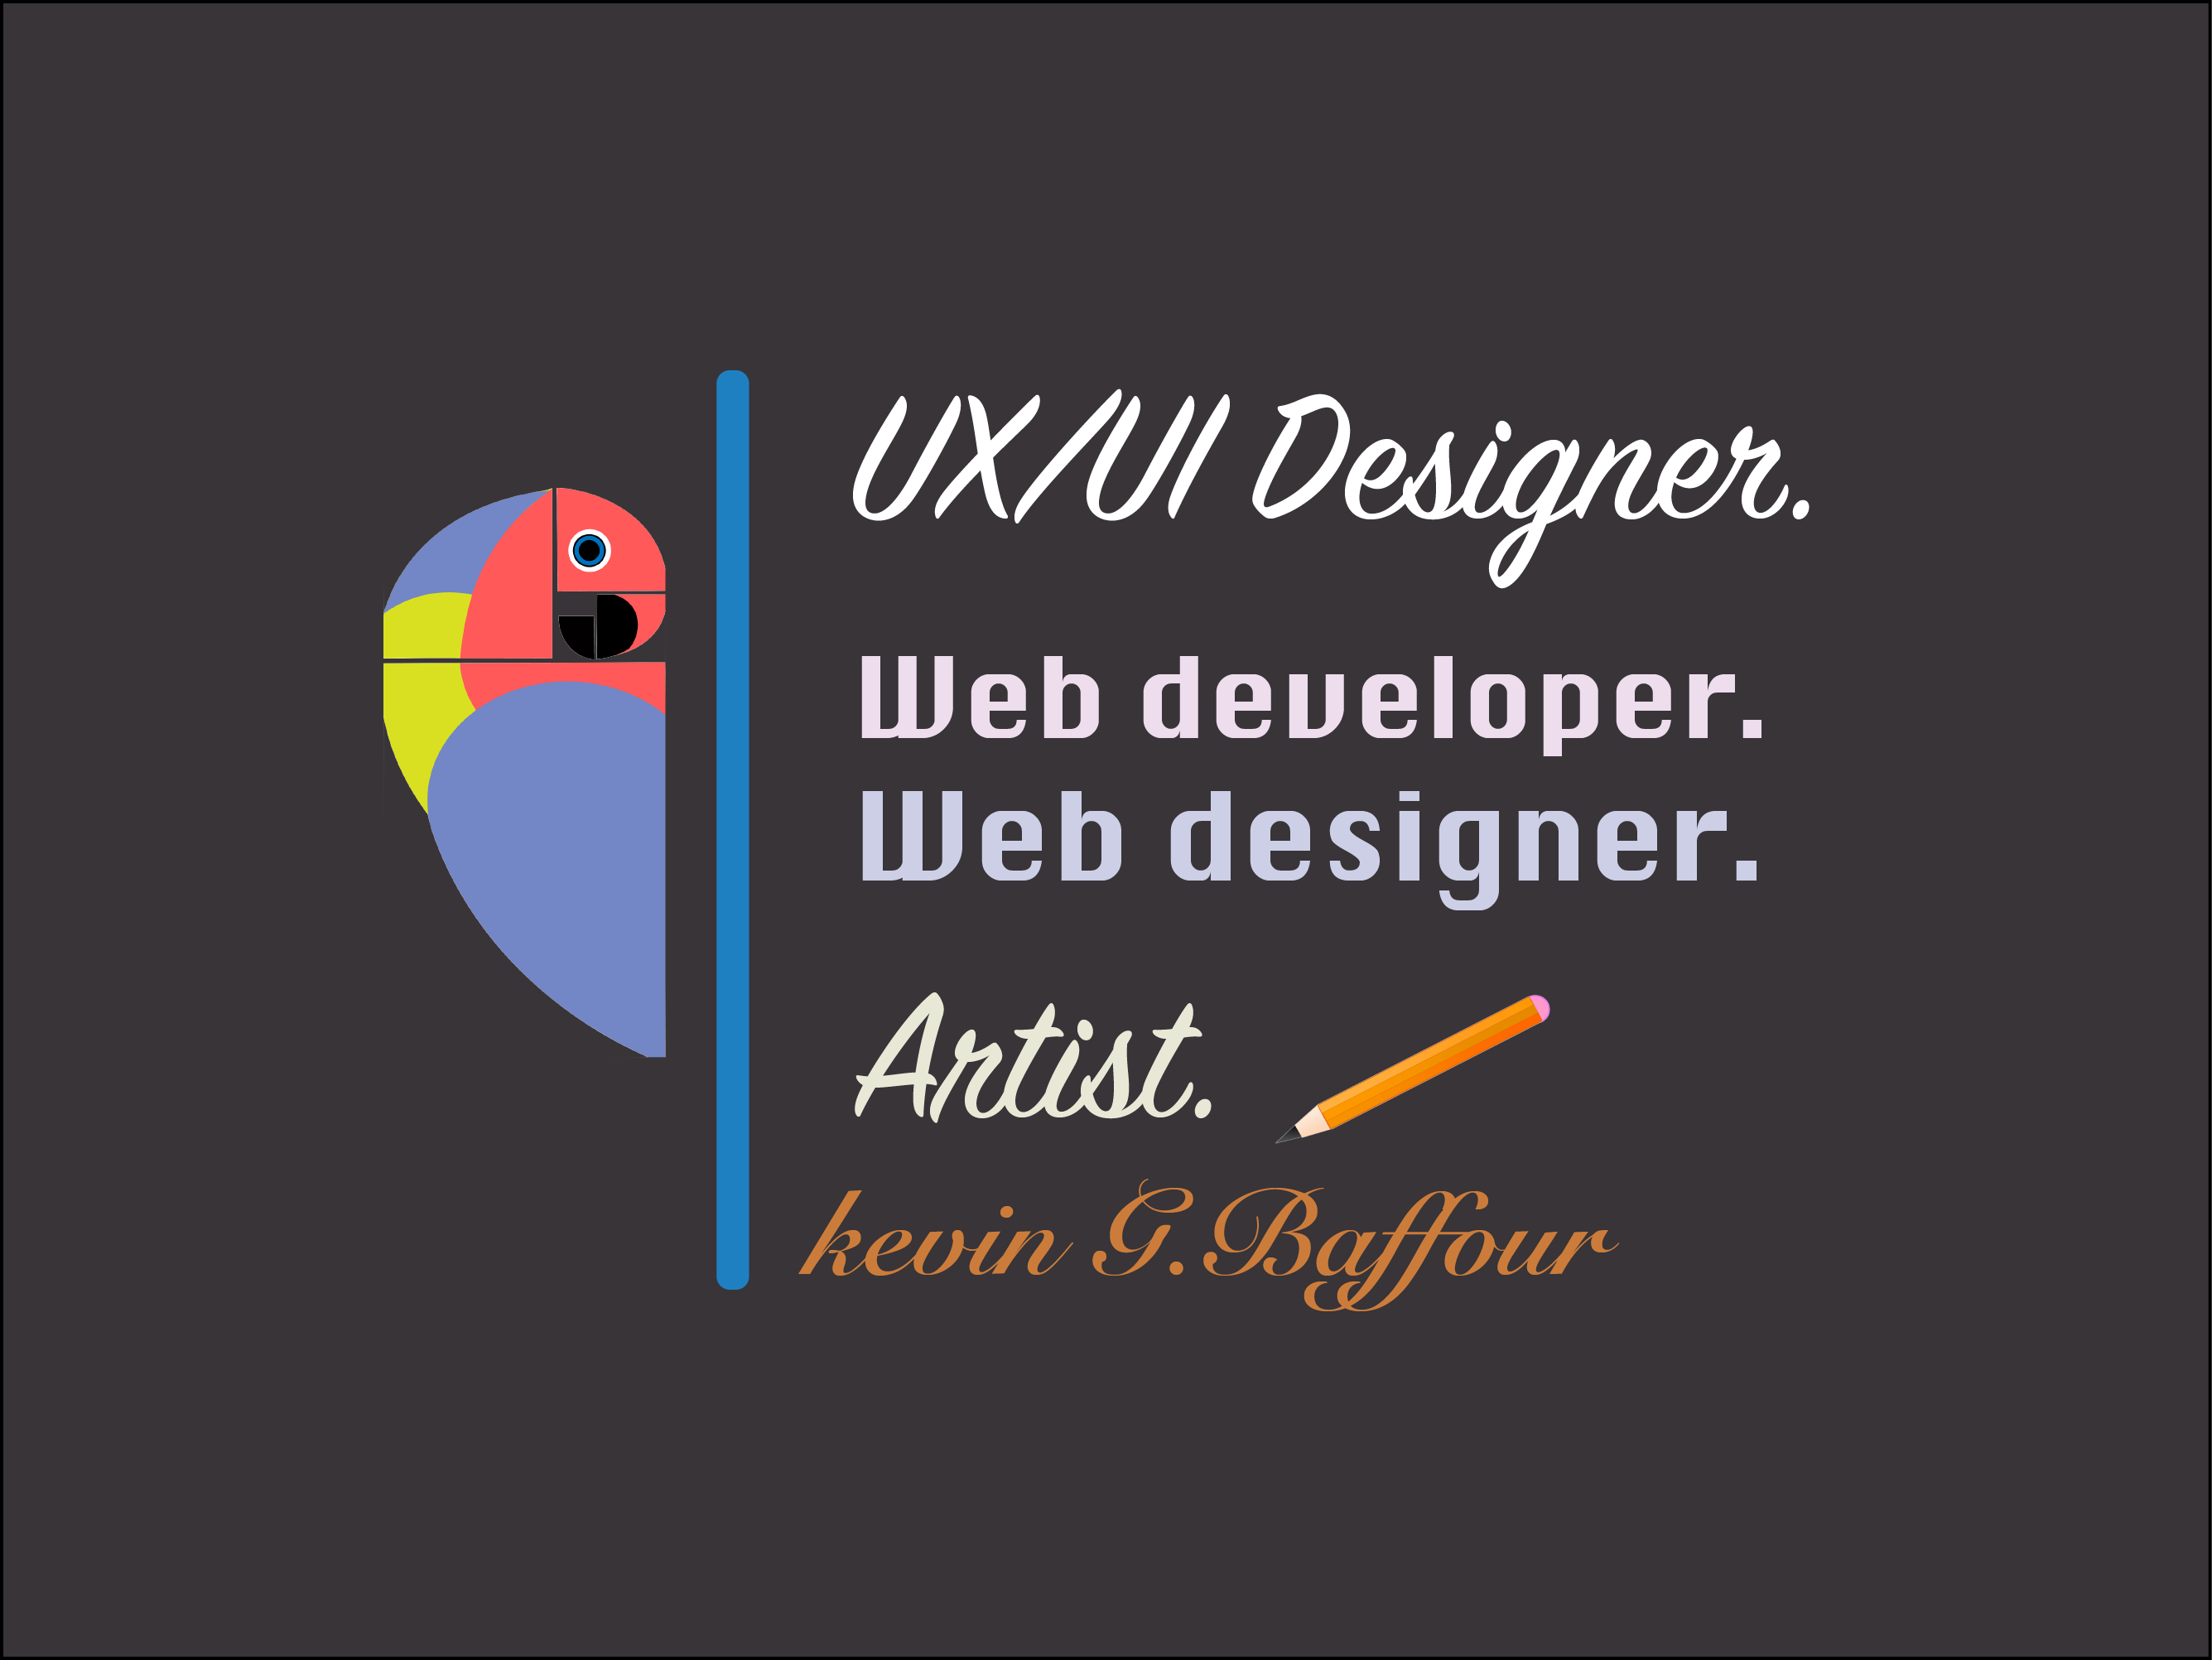 UX/UI Designer.
Web developer.
Web designer.
Artist.
kevin G.Baffour